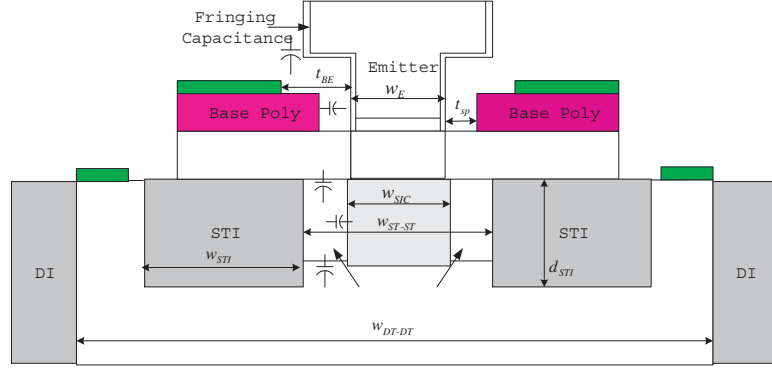 Fringing
Capacitance
t_BE
Emitter
w_E
t_sp
Base Poly
Base Poly
w_SIC
STI
w_ST-ST
STI
w_STI
d_STI
DI
DI
w_DT-DT